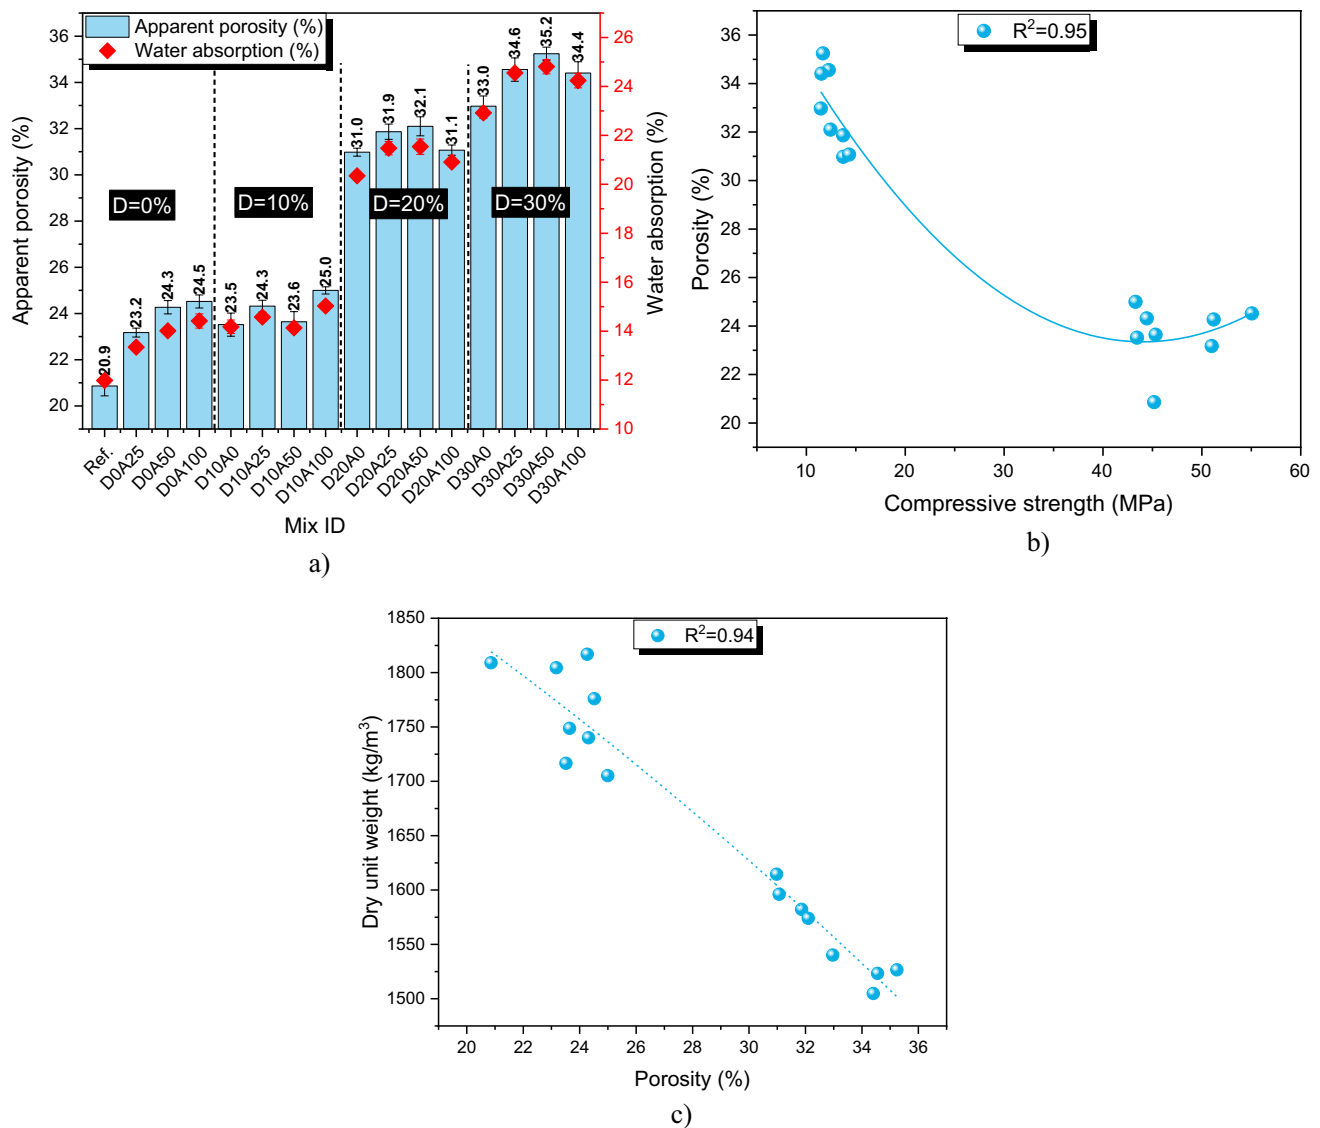 Apparent porosity (%)
Water absorption (%)
36
34
32
30
28
26
24
22
20
Apparent porosity (%)
26
24
22
20
18
16
14
12
10
Water absorption (%)
D=0%
D=10%
D=20%
D=30%
20.9
23.2
24.3
24.5
23.5
24.3
23.6
25.0
31.0
31.9
32.1
31.1
33.0
34.6
35.2
34.4
Ref.
D0A25
D0A50
D0A100
D10A0
D10A25
D10A50
D10A100
D20A0
D20A25
D20A50
D20A100
D30A0
D30A25
D30A50
D30A100
Mix ID
a)
R²=0.95
36
34
32
30
28
26
24
22
20
Porosity (%)
10 20 30 40 50 60
Compressive strength (MPa)
b)
R²=0.94
1850
1800
1750
1700
1650
1600
1550
1500
Dry unit weight (kg/m³)
20 22 24 26 28 30 32 34 36
Porosity (%)
c)